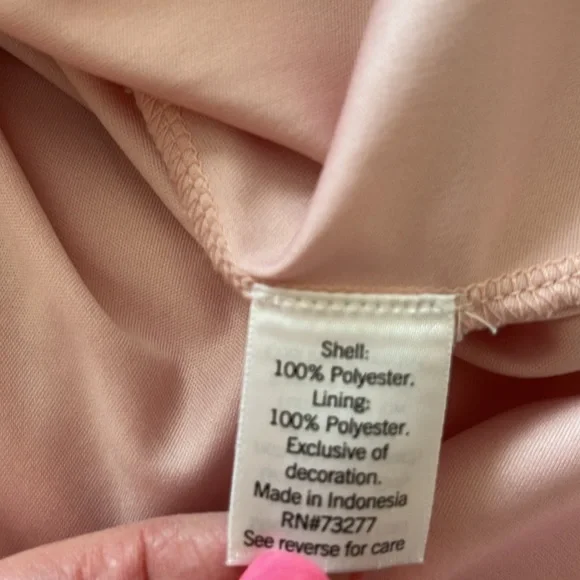 Shell:
100% Polyester.
Lining:
100% Polyester.
Exclusive of
decoration.
Made in Indonesia
RN#73277
See reverse for care